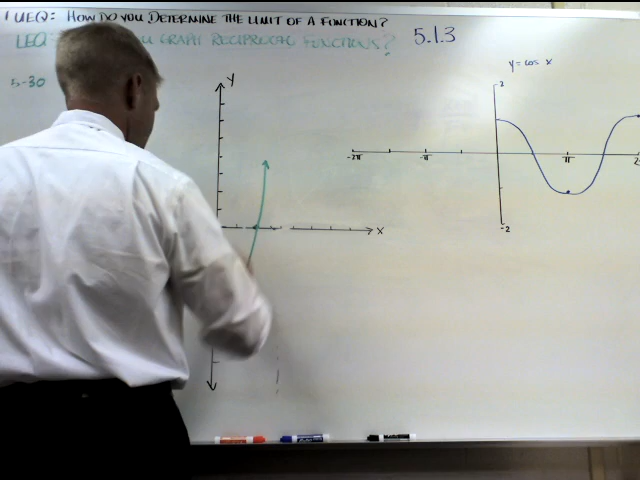 UEQ: HOW DO YOU DETERMINE THE LIMIT OF A FUNCTION?
LEQ: U GRAPH RECIPROCAL FUNCTIONS? 5.1.3
5-30
y = cos x
Y
2
-2π
-π
π
2
X
-2